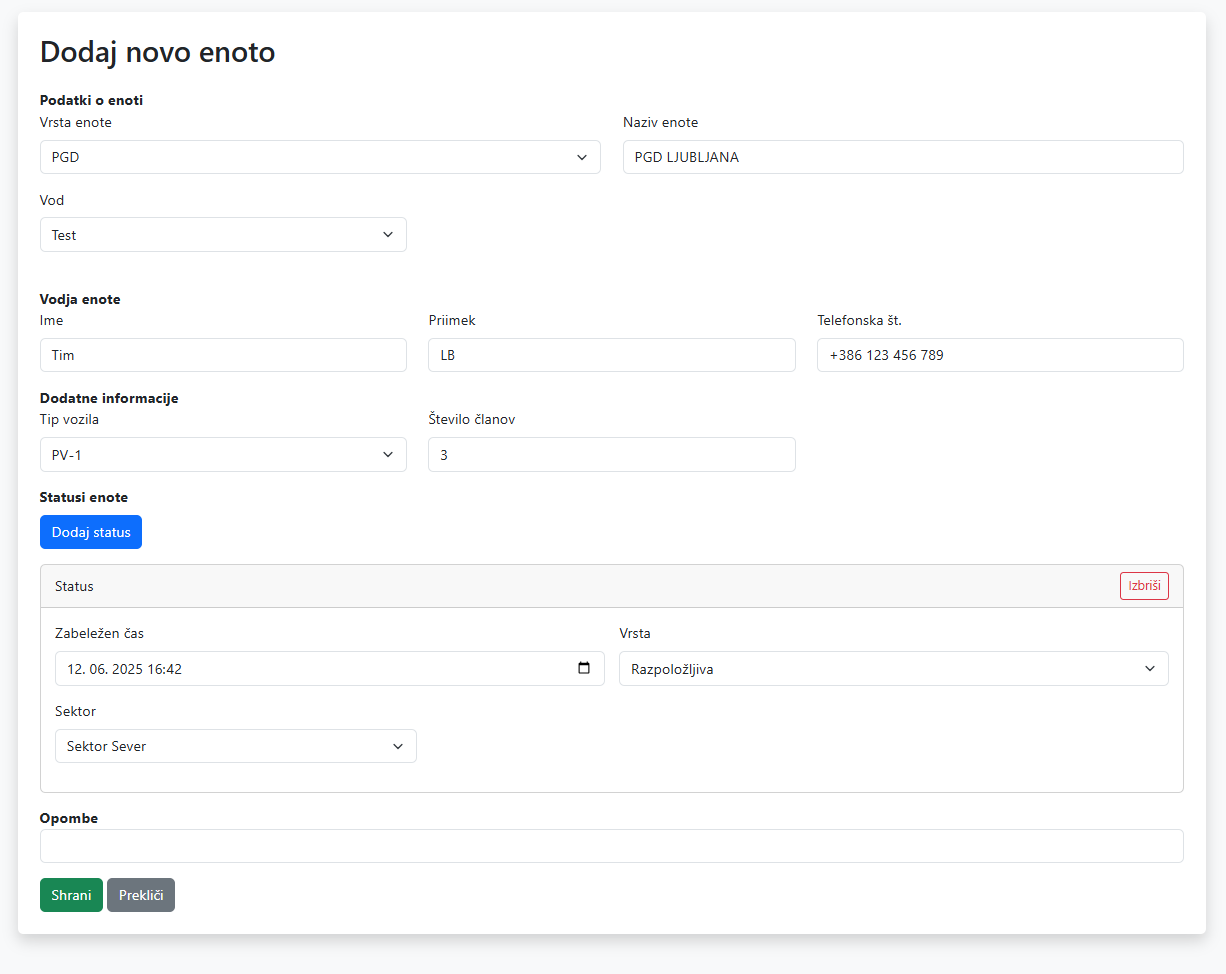 Dodaj novo enoto
Podatki o enoti
Vrsta enote Naziv enote
PGD PGD LJUBLJANA
Vod
Test
Vodja enote
Ime Priimek Telefonska št.
Tim LB +386 123 456 789
Dodatne informacije
Tip vozila Število članov
PV-1 3
Statusi enote
Dodaj status
Status Izbriši
Zabeležen čas Vrsta
12. 06. 2025 16:42 Razpoložljiva
Sektor
Sektor Sever
Opombe
Shrani Prekliči